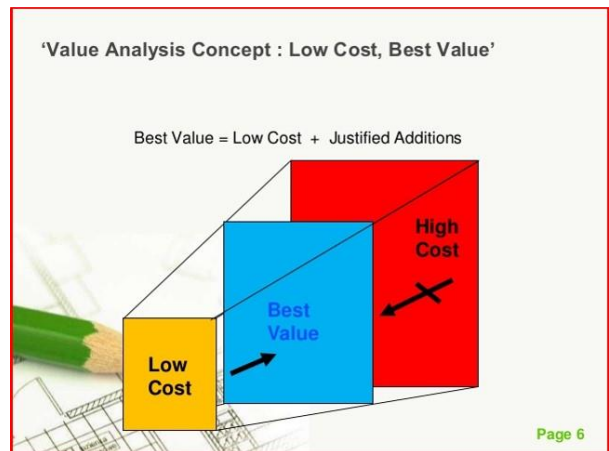 ‘Value Analysis Concept : Low Cost, Best Value’
Best Value = Low Cost + Justified Additions
High
Cost
Best
Value
Low
Cost
Page 6